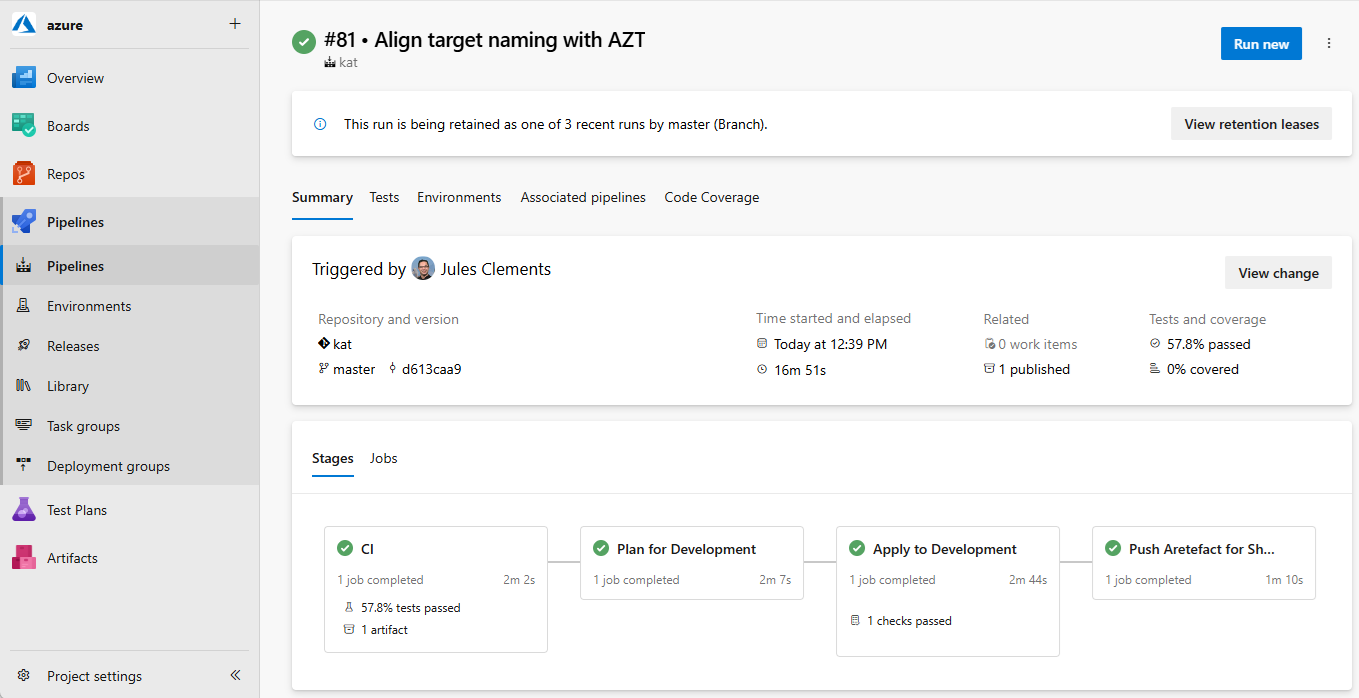 azure
+
Overview
Boards
Repos
Pipelines
Pipelines
Environments
Releases
Library
Task groups
Deployment groups
Test Plans
Artifacts
Project settings
#81 • Align target naming with AZT
kat
Run new
This run is being retained as one of 3 recent runs by master (Branch).
View retention leases
Summary Tests Environments Associated pipelines Code Coverage
Triggered by Jules Clements
View change
Repository and version
kat
master d613caa9
Time started and elapsed
Today at 12:39 PM
16m 51s
Related
0 work items
1 published
Tests and coverage
57.8% passed
0% covered
Stages Jobs
CI
1 job completed 2m 2s
57.8% tests passed
1 artifact
Plan for Development
1 job completed 2m 7s
Apply to Development
1 job completed 2m 44s
1 checks passed
Push Aretefact for Sh...
1 job completed 1m 10s